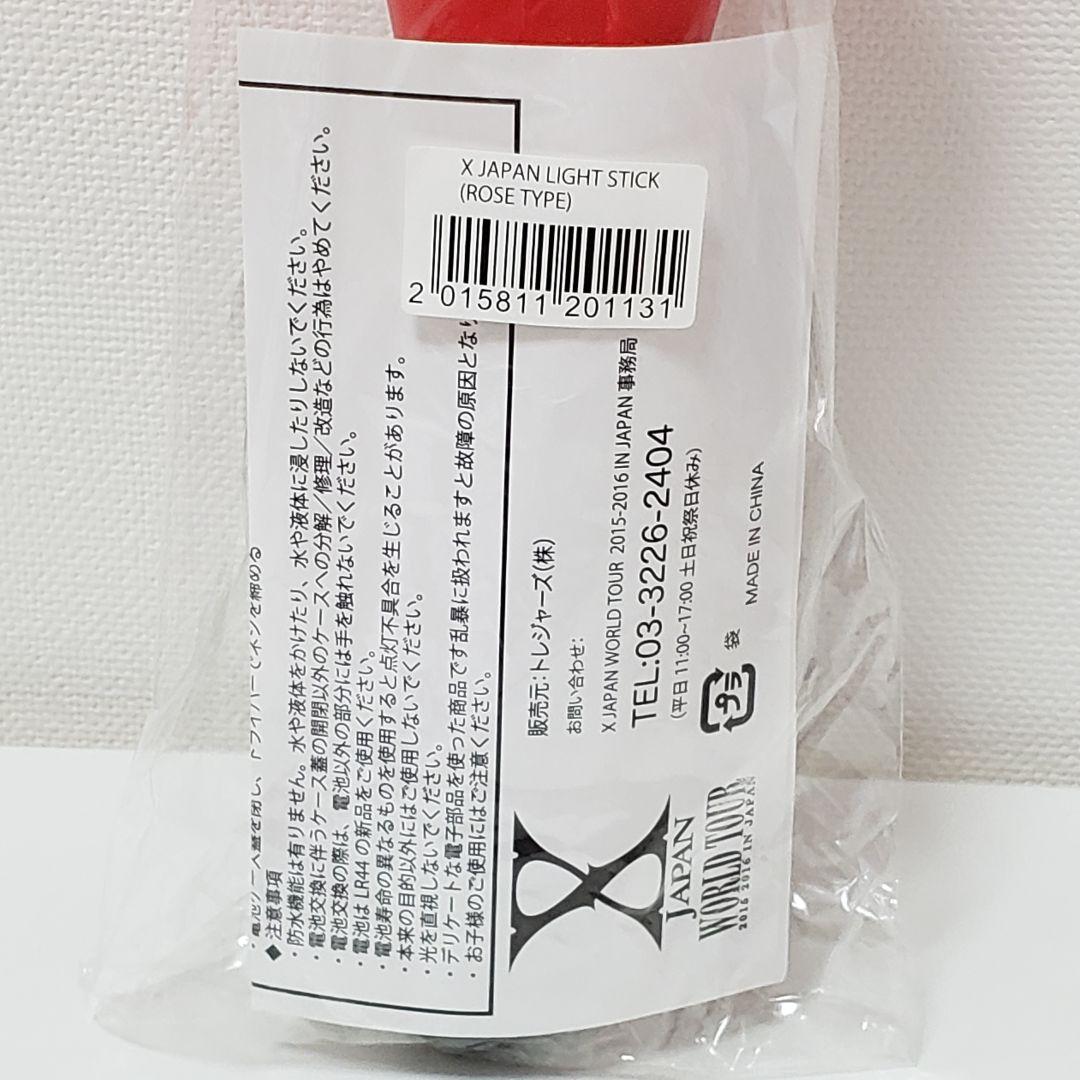 X JAPAN LIGHT STICK
(ROSE TYPE)
2 015811 201131
◆注意事項
・防水機能は有りません。水や液体をかけたり、水や液体に浸したりしないでください。
・電池交換に伴うケース蓋の開閉以外のケースへの分解/修理/改造などの行為はやめてください。
・電池交換の際は、電池以外の部分には手を触れないでください。
・電池はLR44の新品をご使用ください。
・電池寿命の異なるものを使用すると点灯不具合を生じることがあります。
・本来の目的以外にはご使用しないでください。
・光を直視しないでください。
・デリケートな電子部品を使った商品です乱暴に扱われますと故障の原因となり
・お子様のご使用にはご注意ください。
販売元:トレジャーズ(株)
お問い合わせ:
X JAPAN WORLD TOUR 2015-2016 IN JAPAN 事務局
TEL:03-3226-2404
(平日 11:00~17:00 土日祝祭日休み)
プラ 袋 MADE IN CHINA
X
JAPAN
WORLD TOUR
2015 2016 IN JAPAN